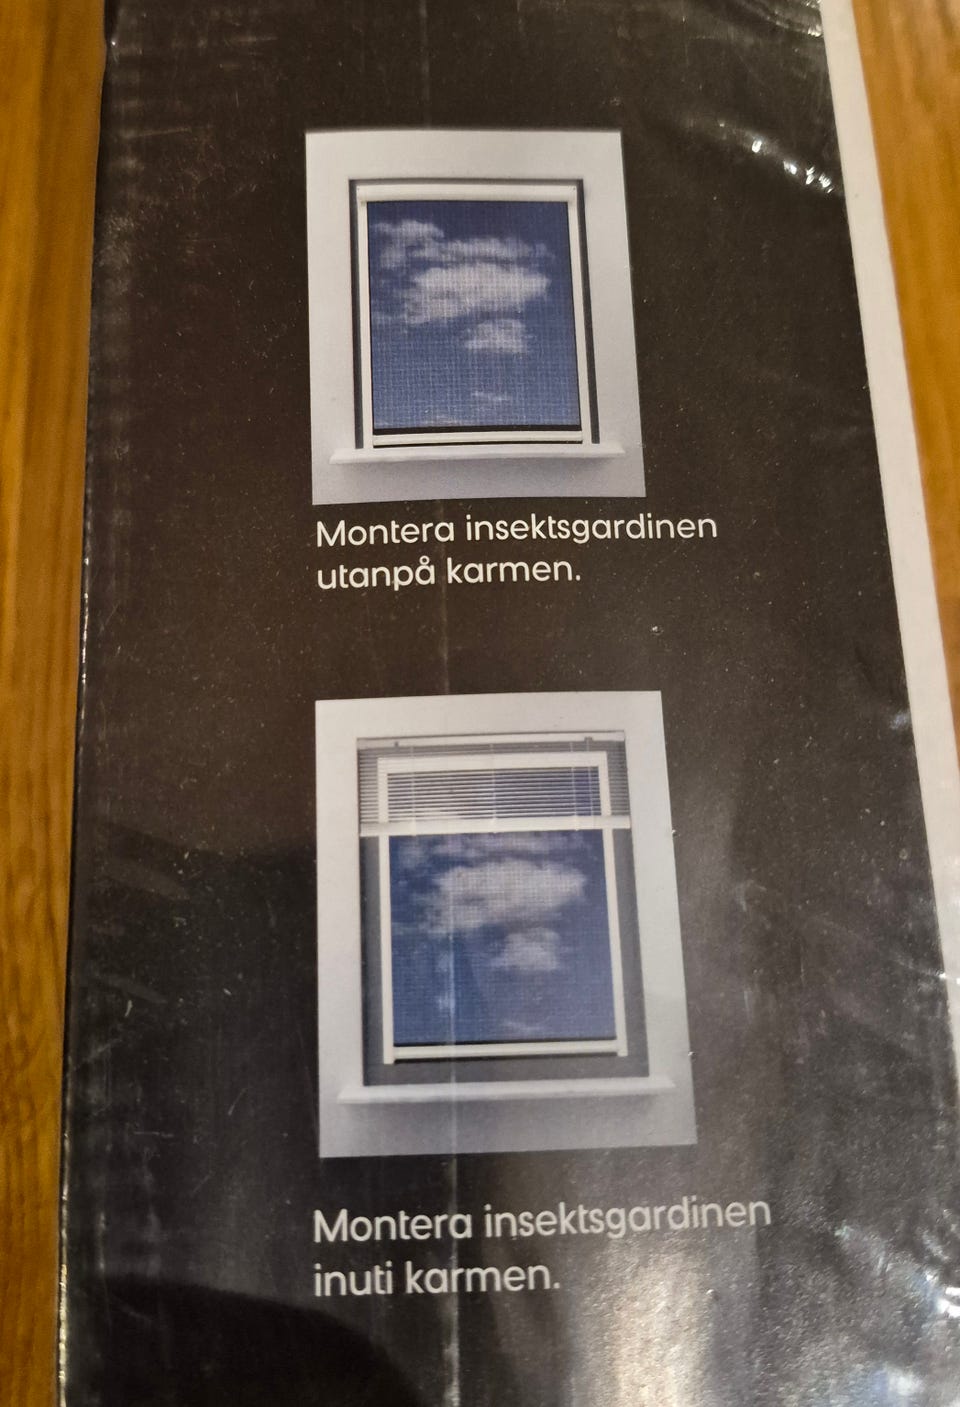 Montera insektsgardinen
utanpå karmen.
Montera insektsgardinen
inuti karmen.